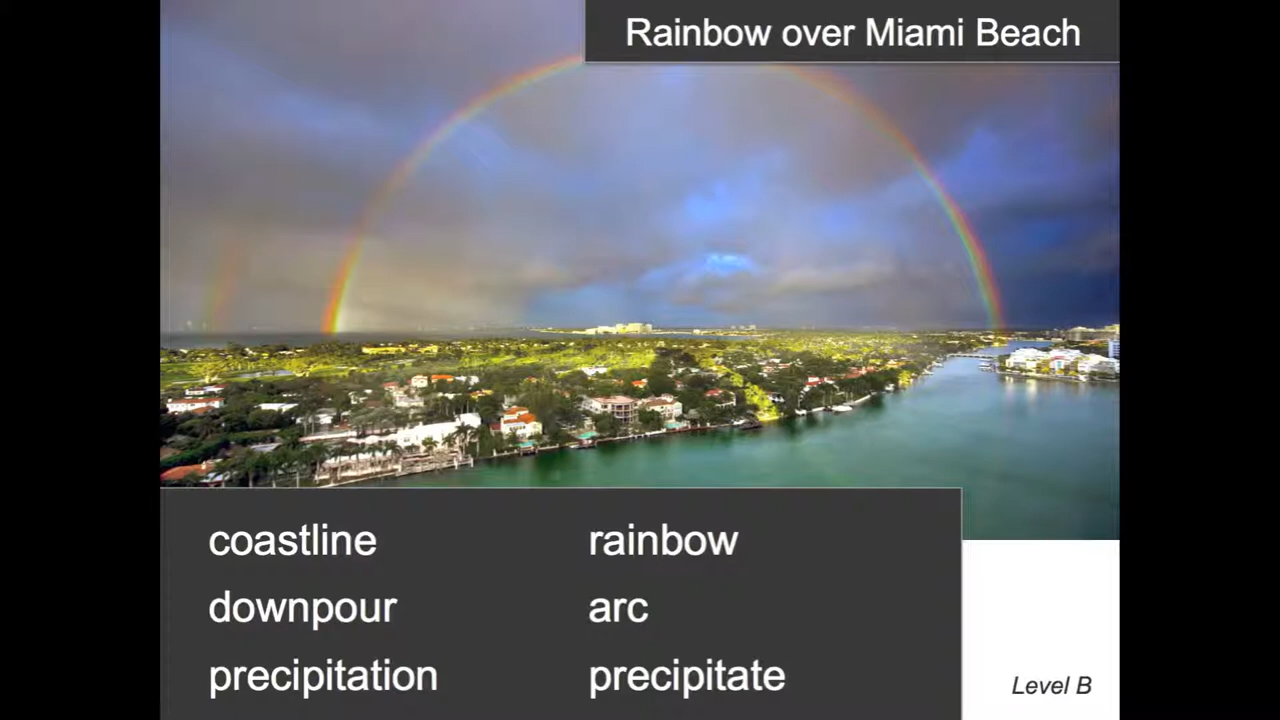 Rainbow over Miami Beach
coastline
rainbow
downpour
arc
precipitation
precipitate
Level B